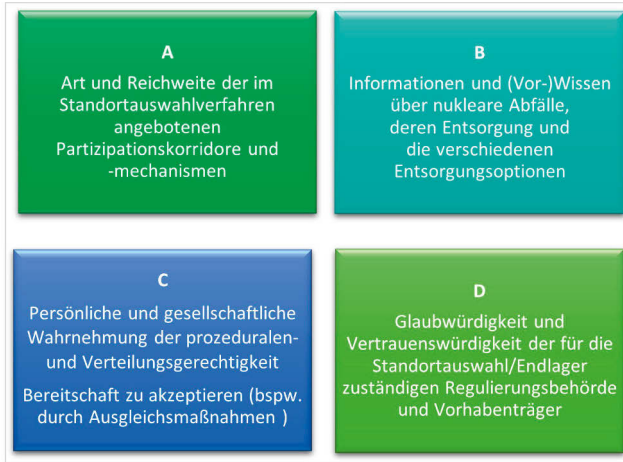 A
Art und Reichweite der im
Standortauswahlverfahren
angebotenen
Partizipationskorridore und
-mechanismen
B
Informationen und (Vor-)Wissen
über nukleare Abfälle,
deren Entsorgung und
die verschiedenen
Entsorgungsoptionen
C
Persönliche und gesellschaftliche
Wahrnehmung der prozeduralen-
und Verteilungsgerechtigkeit
Bereitschaft zu akzeptieren (bspw.
durch Ausgleichsmaßnahmen )
D
Glaubwürdigkeit und
Vertrauenswürdigkeit der für die
Standortauswahl/Endlager
zuständigen Regulierungsbehörde
und Vorhabenträger